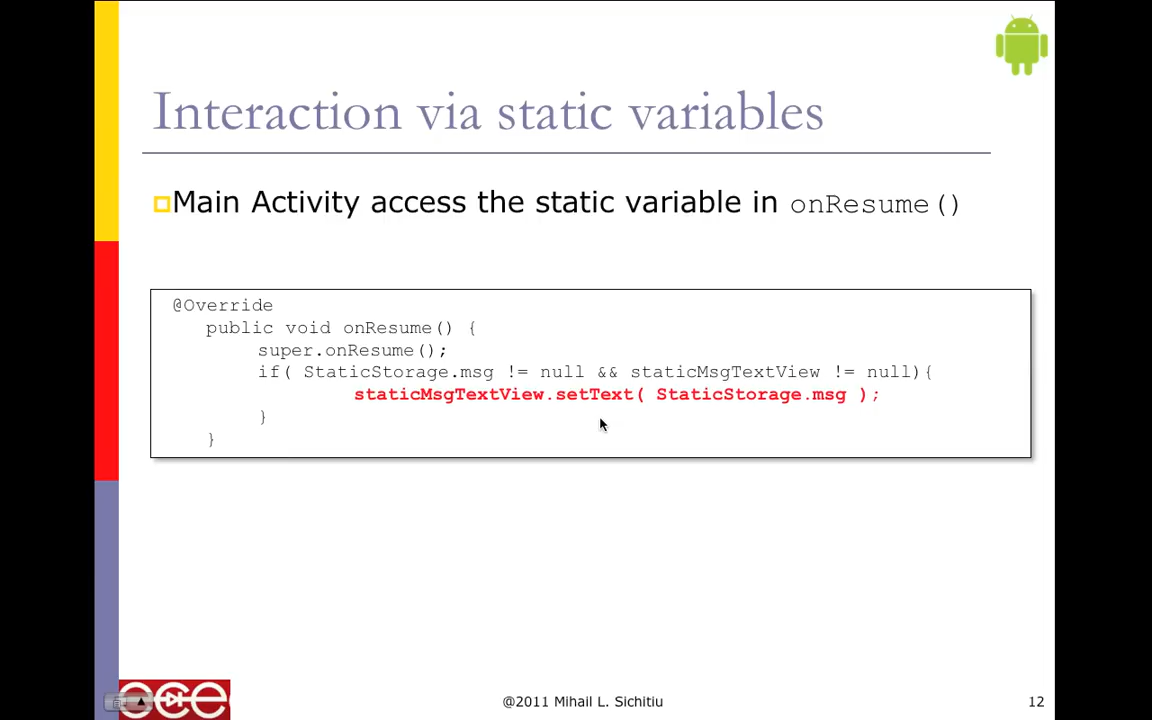 Interaction via static variables
Main Activity access the static variable in onResume()
@Override
public void onResume() {
super.onResume();
if( StaticStorage.msg != null && staticMsgTextView != null){
staticMsgTextView.setText( StaticStorage.msg );
}
}
ece
@2011 Mihail L. Sichitiu
12